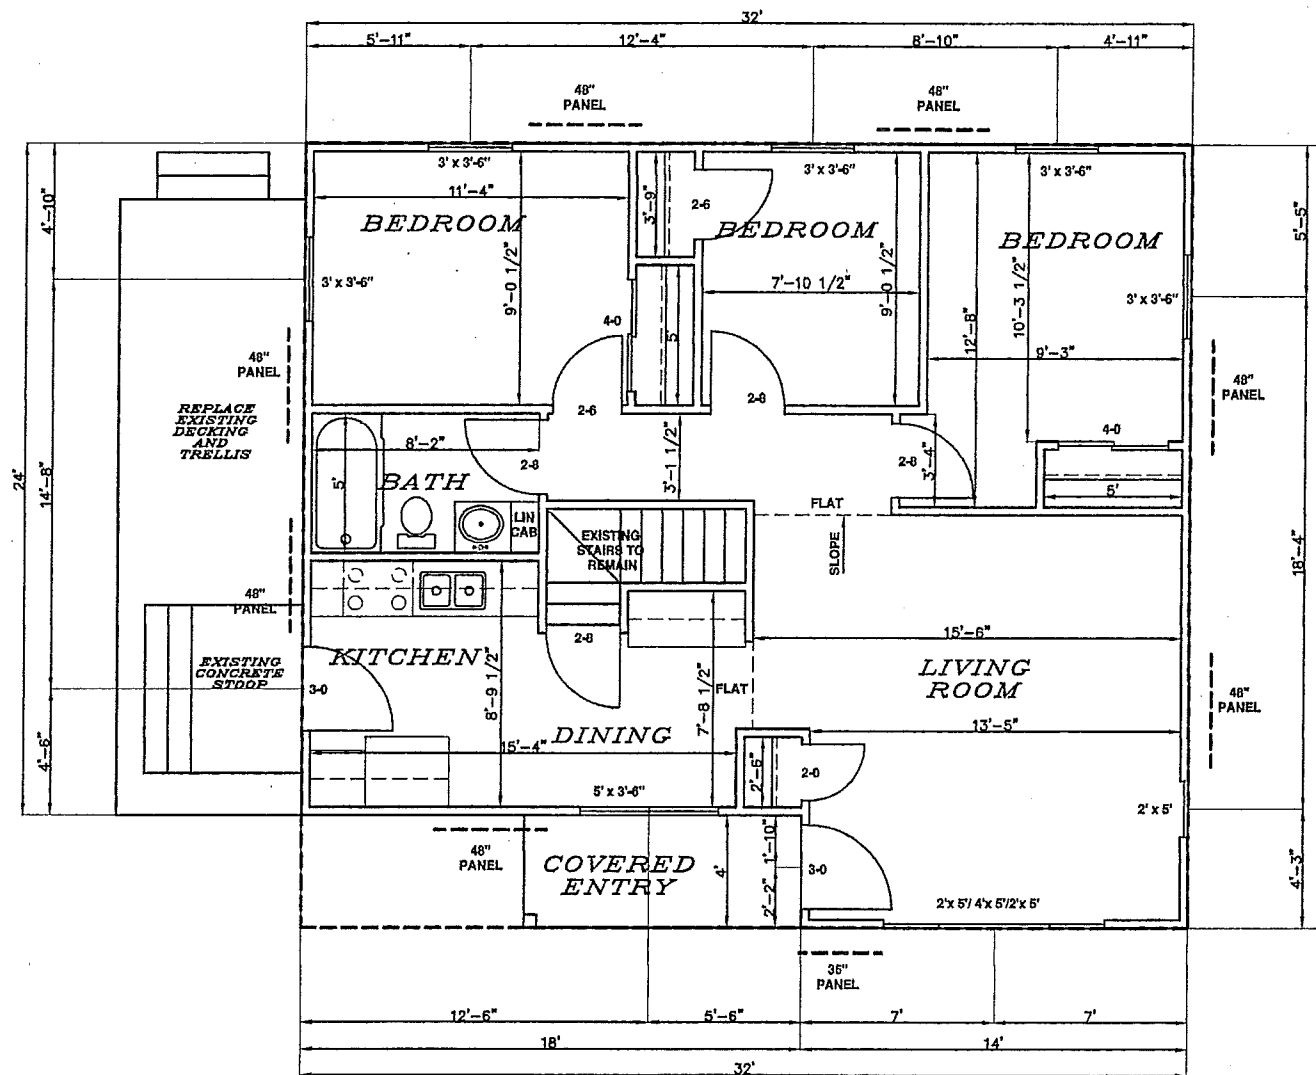 32'
5'-11"
12'-4"
8'-10"
4'-11"
48"
PANEL
48"
PANEL
3' x 3'-6"
3' x 3'-6"
3' x 3'-6"
11'-4"
3'-9"
2-6
4'-10"
5'-5"
BEDROOM
BEDROOM
BEDROOM
3' x 3'-6"
9'-0 1/2"
7'-10 1/2"
9'-0 1/2"
10'-3 1/2"
3' x 3'-6"
4-0
5'
12'-8"
9'-3"
48"
PANEL
48"
PANEL
REPLACE
EXISTING
DECKING
AND
TRELLIS
2-6
2-8
4-0
8'-2"
5'
BATH
2-8
3'-1 1/2"
2-8
3'-4"
5'
24'
14'-8"
LIN
CAB
FLAT
EXISTING
STAIRS TO
REMAIN
SLOPE
18'-4"
48"
PANEL
2-8
15'-6"
EXISTING
CONCRETE
STOOP
KITCHEN
3-0
8'-9 1/2"
7'-8 1/2"
FLAT
LIVING
ROOM
48"
PANEL
13'-5"
DINING
15'-4"
4'-6"
5' x 3'-6"
2'-6"
2-0
2' x 5'
48"
PANEL
COVERED
ENTRY
4'
1'-10"
2'-2"
3-0
4'-3"
2'x 5'/ 4'x 5'/2'x 5'
36"
PANEL
12'-6"
5'-6"
7'
7'
18'
14'
32'